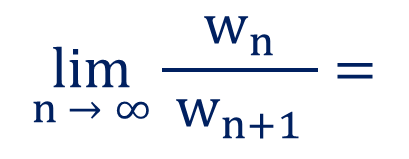 lim n → ∞ wₙ / wₙ₊₁ =